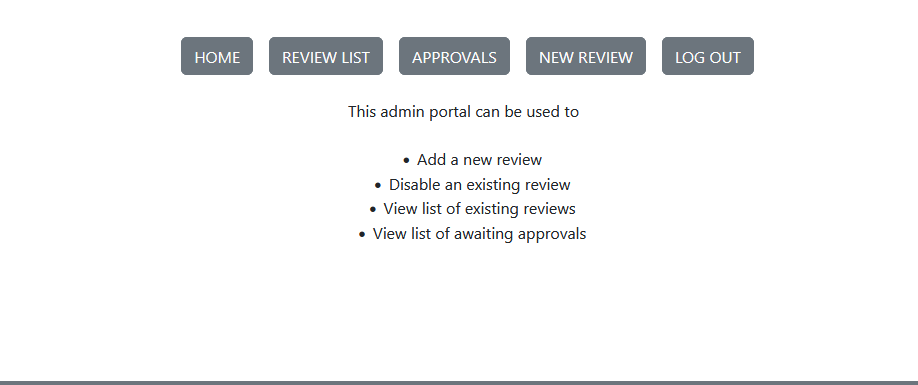 HOME REVIEW LIST APPROVALS NEW REVIEW LOG OUT
This admin portal can be used to
• Add a new review
• Disable an existing review
• View list of existing reviews
• View list of awaiting approvals